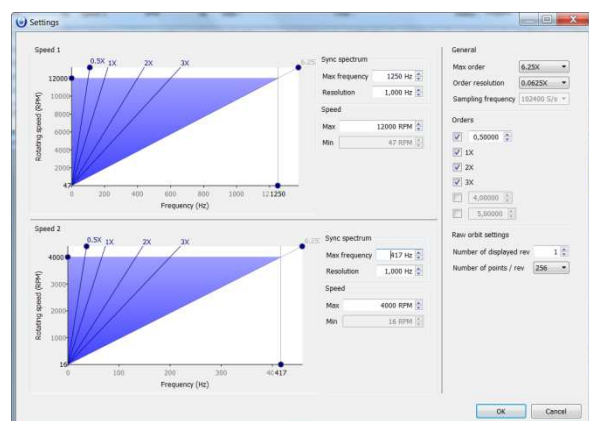 Settings
Speed 1
0.5X 1X 2X 3X 6.25
12000
10000
8000
6000
4000
2000
47
Rotating speed (RPM)
0 200 400 600 800 1000 121250
Frequency (Hz)
Sync spectrum
Max frequency 1250 Hz
Resolution 1,000 Hz
Speed
Max 12000 RPM
Min 47 RPM
Speed 2
0.5X 1X 2X 3X 6.25
4000
3000
2000
1000
16
Rotating speed (RPM)
0 100 200 300 40417
Frequency (Hz)
Sync spectrum
Max frequency 417 Hz
Resolution 1,000 Hz
Speed
Max 4000 RPM
Min 16 RPM
General
Max order 6.25X
Order resolution 0.0625X
Sampling frequency 102400 S/s
Orders
0,50000
1X
2X
3X
4,00000
5,00000
Raw orbit settings
Number of displayed rev 1
Number of points / rev 256
OK Cancel